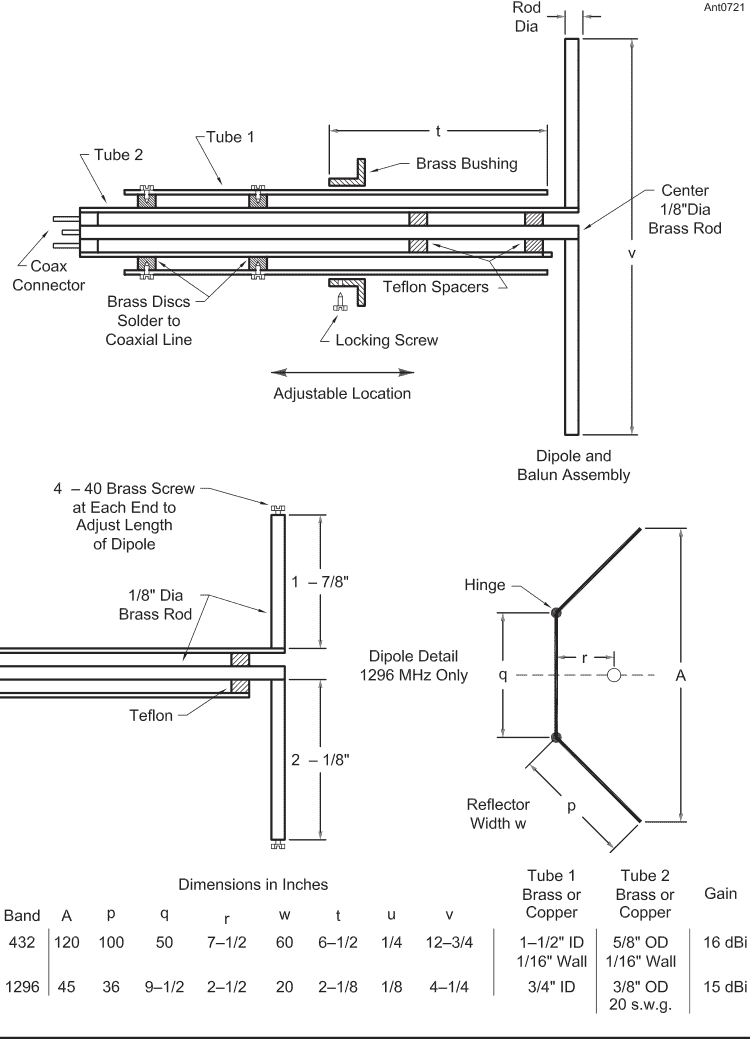 Ant0721
Rod
Dia
t
Tube 1
Tube 2
Brass Bushing
Center
1/8"Dia
Brass Rod
v
Coax
Connector
Teflon Spacers
Brass Discs
Solder to
Coaxial Line
Locking Screw
Adjustable Location
Dipole and
Balun Assembly
4 – 40 Brass Screw
at Each End to
Adjust Length
of Dipole
1 – 7/8"
1/8" Dia
Brass Rod
Hinge
Dipole Detail
1296 MHz Only
r
q
A
Teflon
2 – 1/8"
p
Reflector
Width w
Dimensions in Inches
Tube 1 Tube 2
Brass or Brass or Gain
Band A p q r w t u v Copper Copper
432 120 100 50 7–1/2 60 6–1/2 1/4 12–3/4 1–1/2" ID 5/8" OD 16 dBi
1/16" Wall 1/16" Wall
1296 45 36 9–1/2 2–1/2 20 2–1/8 1/8 4–1/4 3/4" ID 3/8" OD 15 dBi
20 s.w.g.